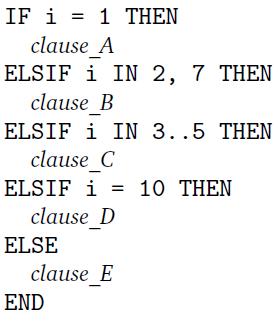 IF i = 1 THEN
clause_A
ELSIF i IN 2, 7 THEN
clause_B
ELSIF i IN 3..5 THEN
clause_C
ELSIF i = 10 THEN
clause_D
ELSE
clause_E
END